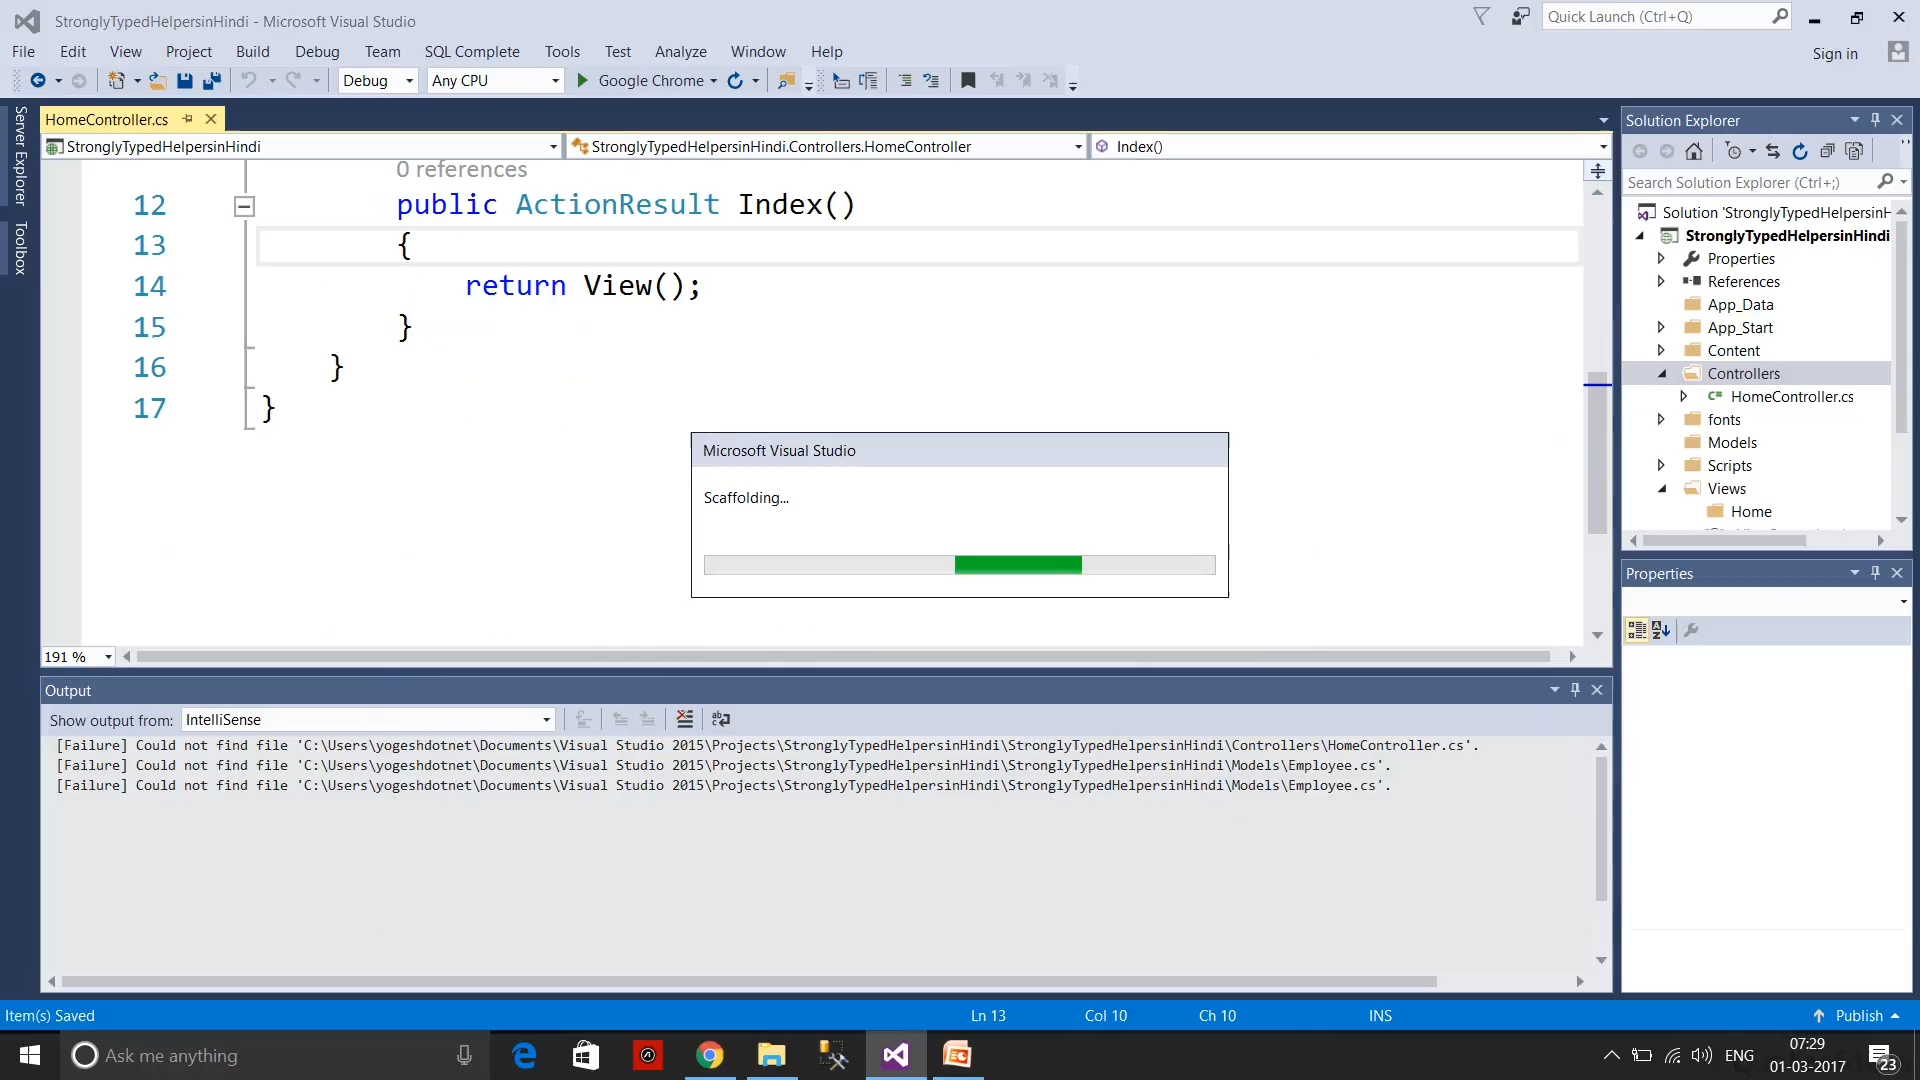 StronglyTypedHelpersinHindi - Microsoft Visual Studio
Quick Launch (Ctrl+Q)
File Edit View Project Build Debug Team SQL Complete Tools Test Analyze Window Help
Sign in
Debug Any CPU Google Chrome
Server Explorer
Toolbox
HomeController.cs
StronglyTypedHelpersinHindi
StronglyTypedHelpersinHindi.Controllers.HomeController
Index()
0 references
12 public ActionResult Index()
13 {
14 return View();
15 }
16 }
17 }
Microsoft Visual Studio
Scaffolding...
191 %
Output
Show output from: IntelliSense
[Failure] Could not find file 'C:\Users\yogeshdotnet\Documents\Visual Studio 2015\Projects\StronglyTypedHelpersinHindi\StronglyTypedHelpersinHindi\Controllers\HomeController.cs'.
[Failure] Could not find file 'C:\Users\yogeshdotnet\Documents\Visual Studio 2015\Projects\StronglyTypedHelpersinHindi\StronglyTypedHelpersinHindi\Models\Employee.cs'.
[Failure] Could not find file 'C:\Users\yogeshdotnet\Documents\Visual Studio 2015\Projects\StronglyTypedHelpersinHindi\StronglyTypedHelpersinHindi\Models\Employee.cs'.
Solution Explorer
Search Solution Explorer (Ctrl+;)
Solution 'StronglyTypedHelpersinH
StronglyTypedHelpersinHindi
Properties
References
App_Data
App_Start
Content
Controllers
C# HomeController.cs
fonts
Models
Scripts
Views
Home
Properties
Item(s) Saved
Ln 13
Col 10
Ch 10
INS
Publish
Ask me anything
ENG
07:29
01-03-2017
23